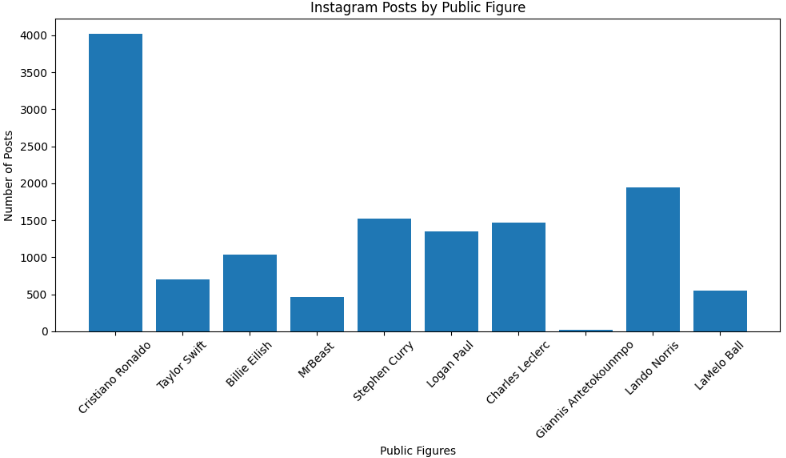 Instagram Posts by Public Figure
Number of Posts
4000
3500
3000
2500
2000
1500
1000
500
0
Cristiano Ronaldo
Taylor Swift
Billie Eilish
MrBeast
Stephen Curry
Logan Paul
Charles Leclerc
Giannis Antetokounmpo
Lando Norris
LaMelo Ball
Public Figures